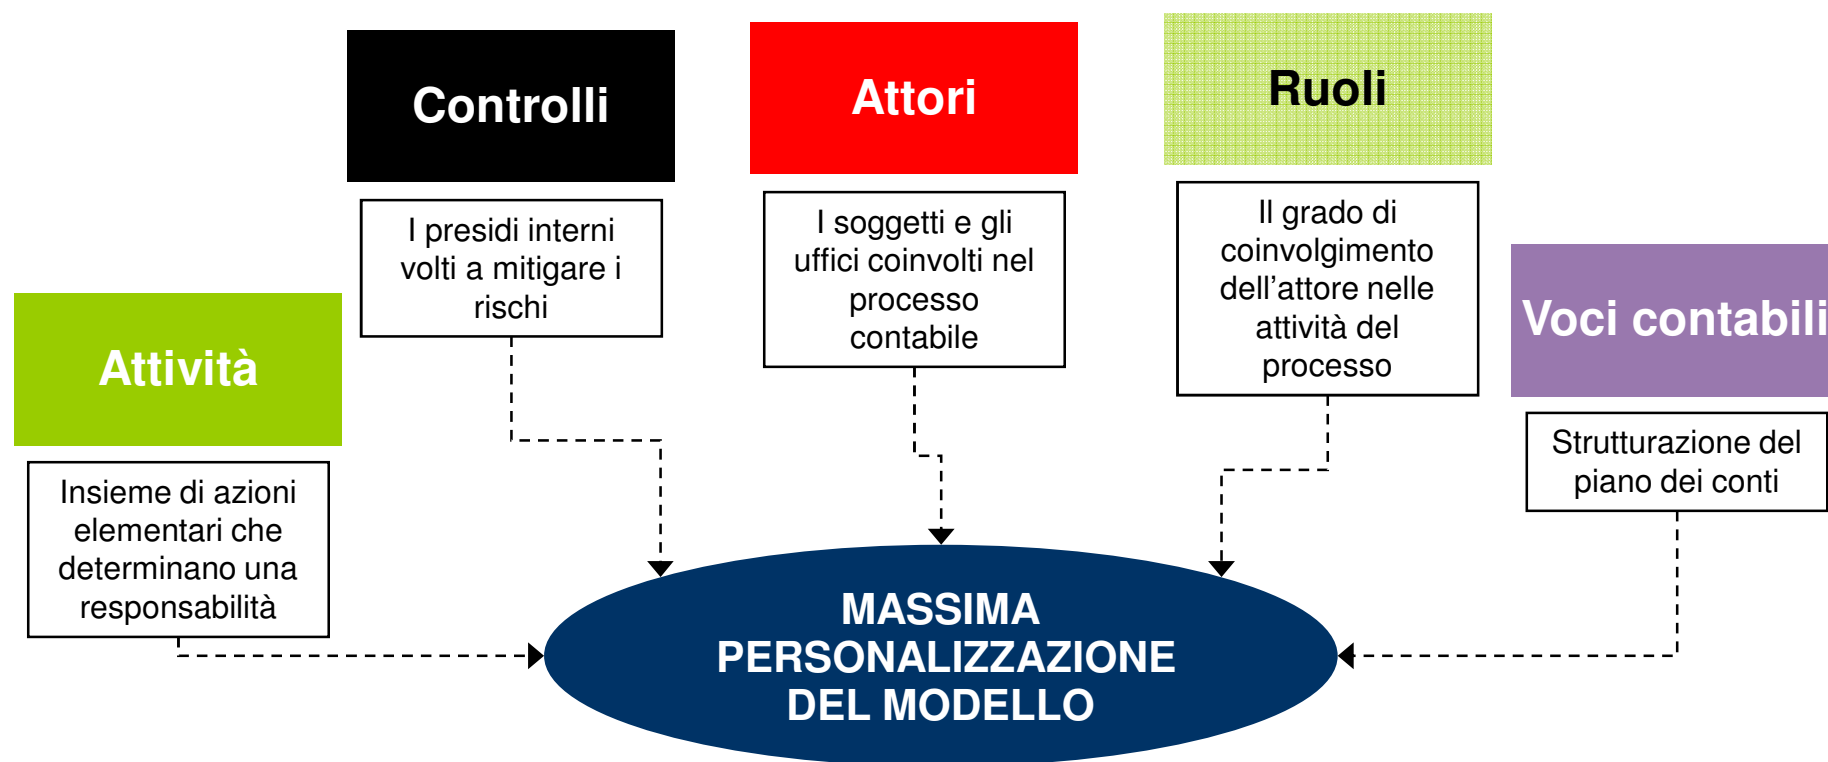 Controlli
I presidi interni
volti a mitigare i
rischi
Attori
I soggetti e gli
uffici coinvolti nel
processo
contabile
Ruoli
Il grado di
coinvolgimento
dell’attore nelle
attività del
processo
Voci contabili
Strutturazione del
piano dei conti
Attività
Insieme di azioni
elementari che
determinano una
responsabilità
MASSIMA
PERSONALIZZAZIONE
DEL MODELLO